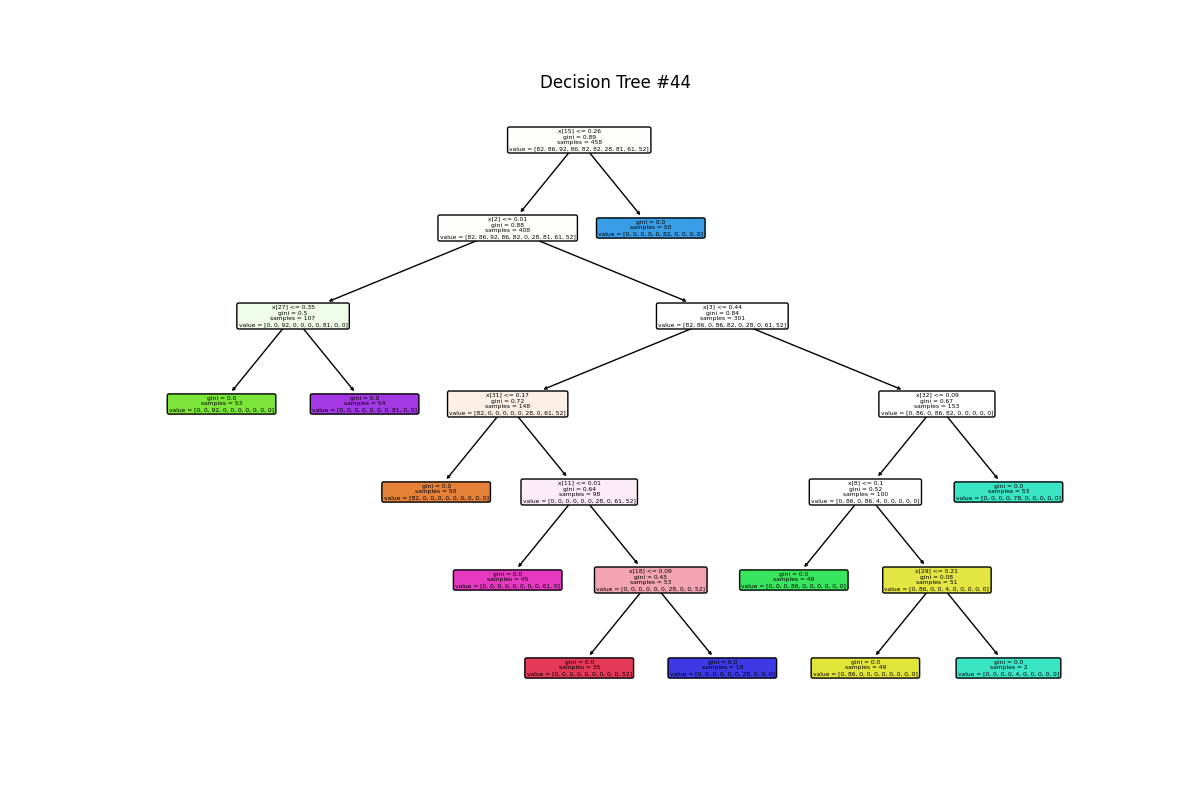 Decision Tree #44
x[15] <= 0.26
gini = 0.89
samples = 458
value = [82, 86, 92, 86, 82, 82, 28, 81, 61, 52]
x[2] <= 0.01
gini = 0.88
samples = 408
value = [82, 86, 92, 86, 82, 0, 28, 81, 61, 52]
gini = 0.0
samples = 50
value = [0, 0, 0, 0, 0, 82, 0, 0, 0, 0]
x[27] <= 0.35
gini = 0.5
samples = 107
value = [0, 0, 92, 0, 0, 0, 0, 81, 0, 0]
x[3] <= 0.44
gini = 0.84
samples = 301
value = [82, 86, 0, 86, 82, 0, 28, 0, 61, 52]
gini = 0.0
samples = 53
value = [0, 0, 92, 0, 0, 0, 0, 0, 0, 0]
gini = 0.0
samples = 54
value = [0, 0, 0, 0, 0, 0, 0, 81, 0, 0]
x[31] <= 0.17
gini = 0.72
samples = 148
value = [82, 0, 0, 0, 0, 0, 28, 0, 61, 52]
x[32] <= 0.09
gini = 0.67
samples = 153
value = [0, 86, 0, 86, 82, 0, 0, 0, 0, 0]
gini = 0.0
samples = 50
value = [82, 0, 0, 0, 0, 0, 0, 0, 0, 0]
x[11] <= 0.01
gini = 0.64
samples = 98
value = [0, 0, 0, 0, 0, 0, 28, 0, 61, 52]
x[8] <= 0.1
gini = 0.52
samples = 100
value = [0, 86, 0, 86, 4, 0, 0, 0, 0, 0]
gini = 0.0
samples = 53
value = [0, 0, 0, 0, 78, 0, 0, 0, 0, 0]
gini = 0.0
samples = 45
value = [0, 0, 0, 0, 0, 0, 0, 0, 61, 0]
x[18] <= 0.09
gini = 0.45
samples = 53
value = [0, 0, 0, 0, 0, 0, 28, 0, 0, 52]
gini = 0.0
samples = 49
value = [0, 0, 0, 86, 0, 0, 0, 0, 0, 0]
x[29] <= 0.21
gini = 0.08
samples = 51
value = [0, 86, 0, 0, 4, 0, 0, 0, 0, 0]
gini = 0.0
samples = 35
value = [0, 0, 0, 0, 0, 0, 0, 0, 0, 52]
gini = 0.0
samples = 18
value = [0, 0, 0, 0, 0, 0, 28, 0, 0, 0]
gini = 0.0
samples = 49
value = [0, 86, 0, 0, 0, 0, 0, 0, 0, 0]
gini = 0.0
samples = 2
value = [0, 0, 0, 0, 4, 0, 0, 0, 0, 0]